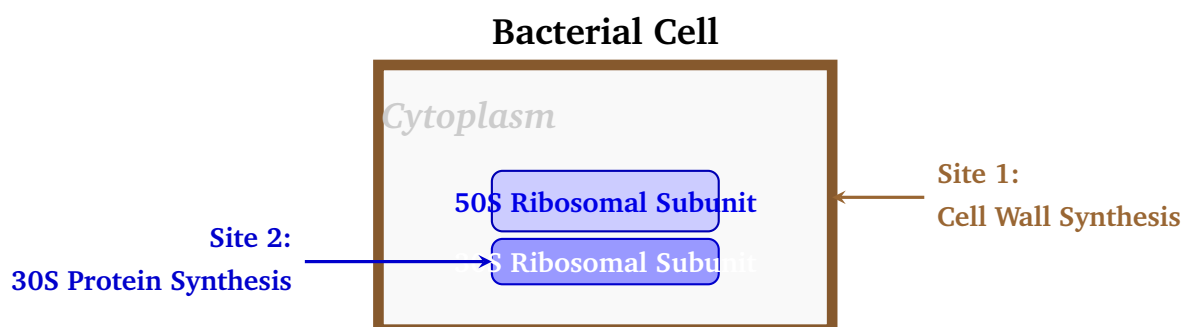 Bacterial Cell
Cytoplasm
50S Ribosomal Subunit
Site 1:
Cell Wall Synthesis
Site 2:
30S Protein Synthesis
S Ribosomal Subunit